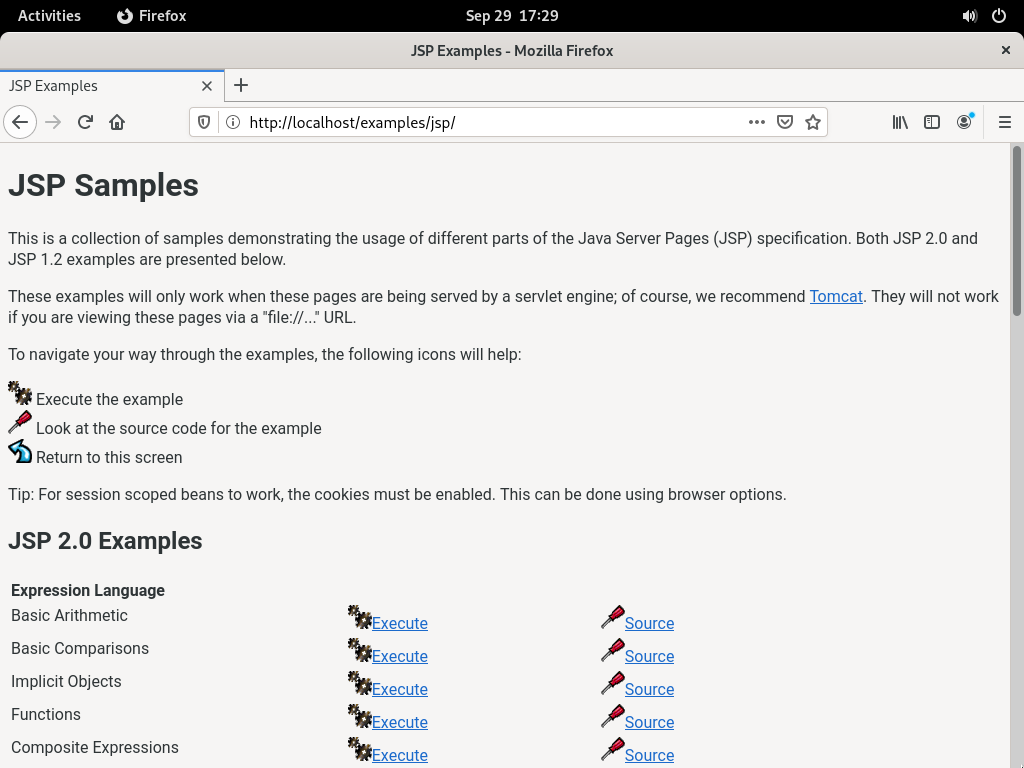 Activities Firefox Sep 29 17:29
JSP Examples - Mozilla Firefox
JSP Examples
http://localhost/examples/jsp/
JSP Samples
This is a collection of samples demonstrating the usage of different parts of the Java Server Pages (JSP) specification. Both JSP 2.0 and
JSP 1.2 examples are presented below.
These examples will only work when these pages are being served by a servlet engine; of course, we recommend Tomcat. They will not work
if you are viewing these pages via a "file://..." URL.
To navigate your way through the examples, the following icons will help:
Execute the example
Look at the source code for the example
Return to this screen
Tip: For session scoped beans to work, the cookies must be enabled. This can be done using browser options.
JSP 2.0 Examples
Expression Language
Basic Arithmetic Execute Source
Basic Comparisons Execute Source
Implicit Objects Execute Source
Functions Execute Source
Composite Expressions Execute Source